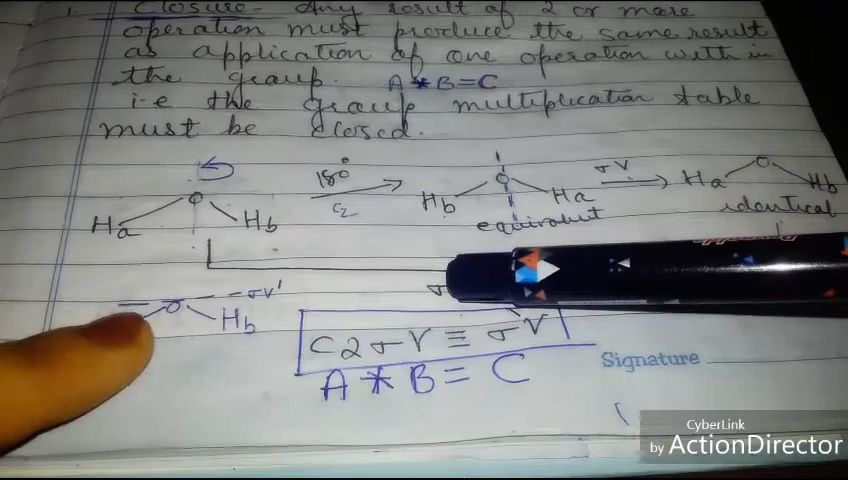 1. Closure - Any result of 2 or more
operation must produce the same result
as application of one operation with in
the group. A * B = C
i.e the group multiplication table
must be closed.
180° σV
C2
Ha O Hb Hb O Ha Ha O Hb
equivalent identical
σ
O σV'
Hb
C2 σV ≡ σV
A * B = C
Signature
CyberLink
by ActionDirector